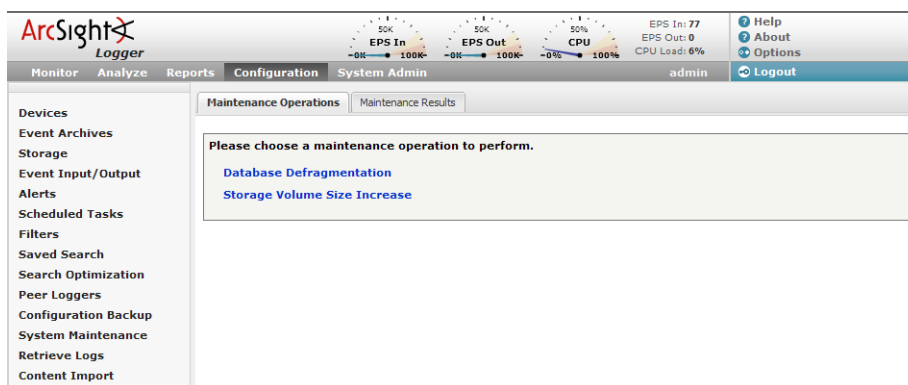 ArcSight
Logger
50K
EPS In
0K 100K
50K
EPS Out
0K 100K
50%
CPU
0% 100%
EPS In: 77
EPS Out: 0
CPU Load: 6%
Help
About
Options
Monitor Analyze Reports Configuration System Admin admin Logout
Devices
Event Archives
Storage
Event Input/Output
Alerts
Scheduled Tasks
Filters
Saved Search
Search Optimization
Peer Loggers
Configuration Backup
System Maintenance
Retrieve Logs
Content Import
Maintenance Operations Maintenance Results
Please choose a maintenance operation to perform.
Database Defragmentation
Storage Volume Size Increase